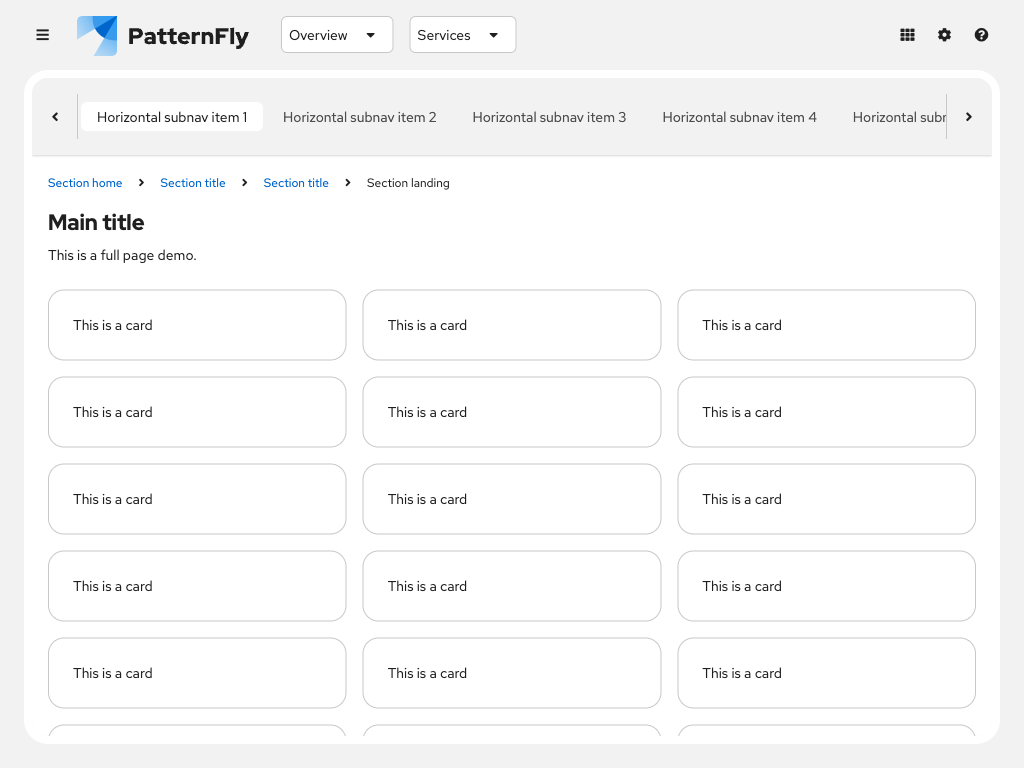 PatternFly Overview Services
Horizontal subnav item 1 Horizontal subnav item 2 Horizontal subnav item 3 Horizontal subnav item 4 Horizontal
Section home Section title Section title Section landing
Main title
This is a full page demo.
This is a card This is a card This is a card
This is a card This is a card This is a card
This is a card This is a card This is a card
This is a card This is a card This is a card
This is a card This is a card This is a card